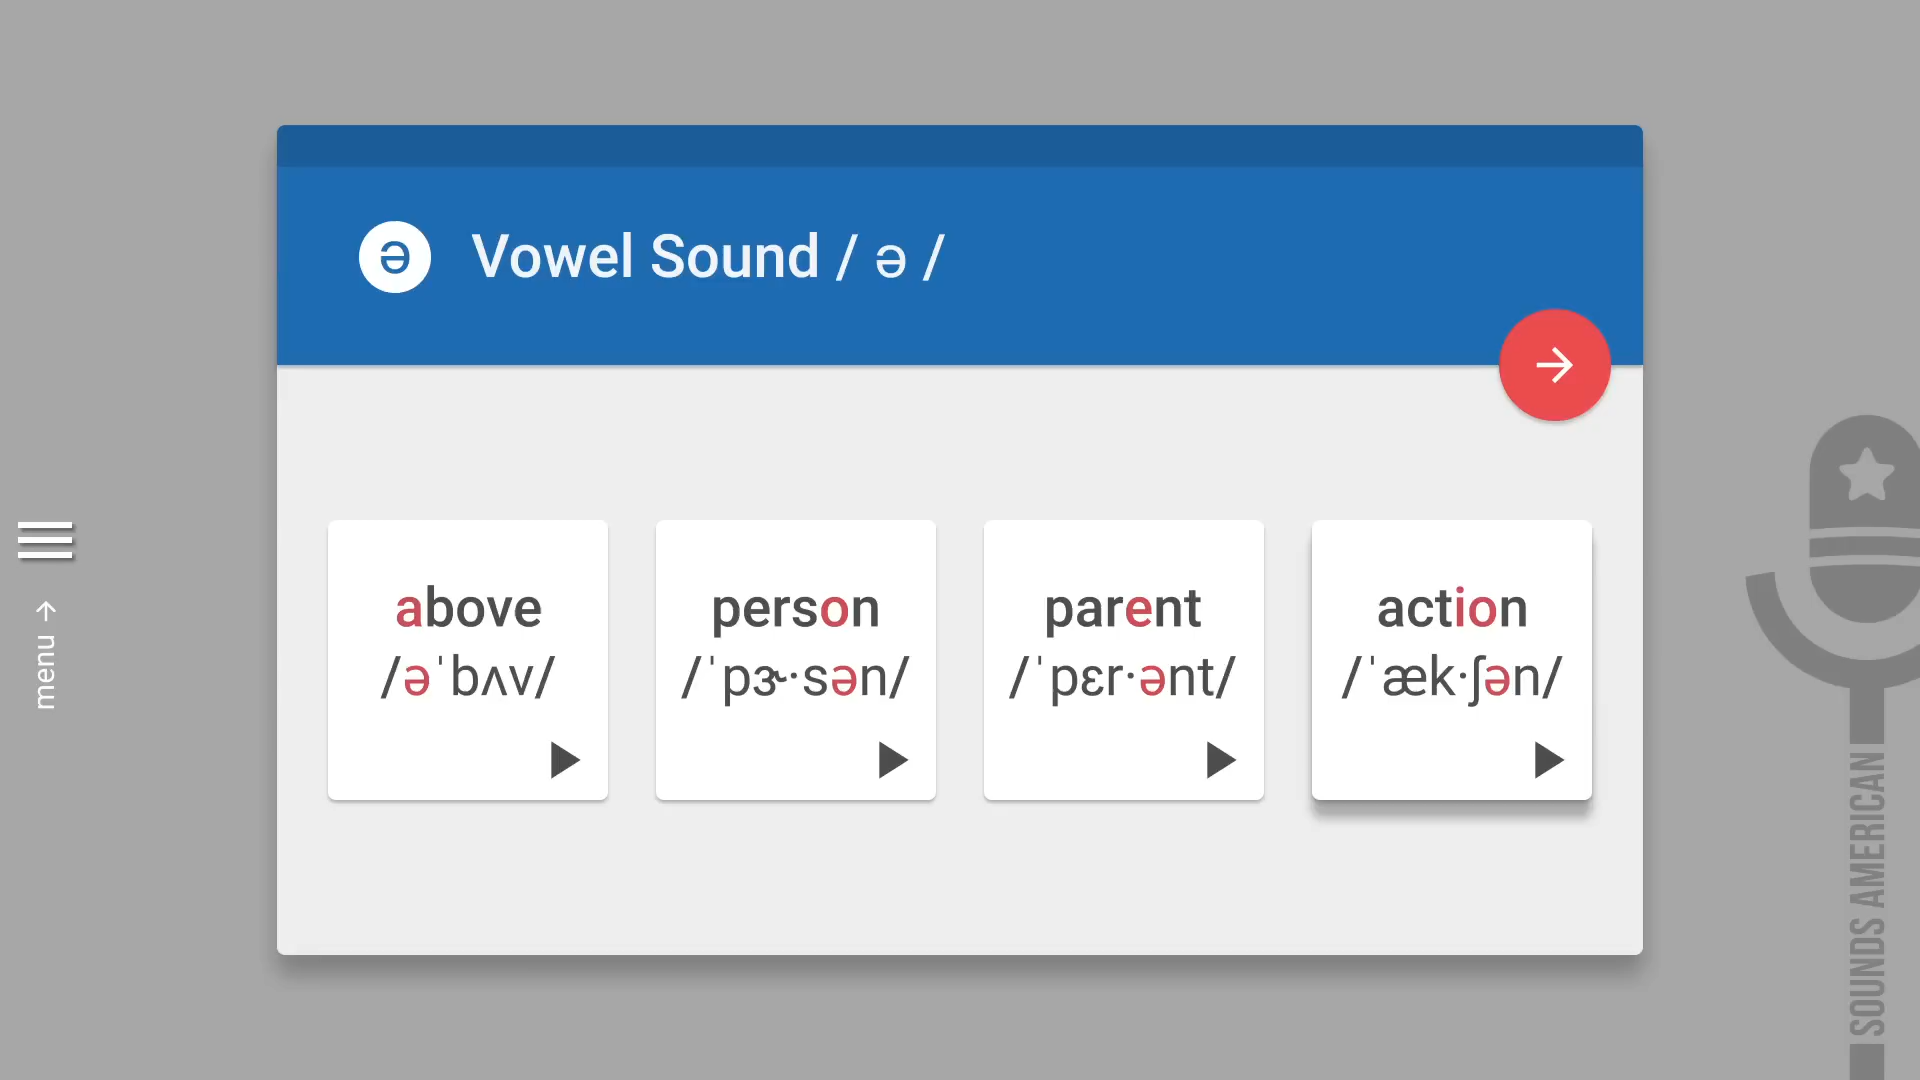 ə Vowel Sound / ə /
above
/əˈbʌv/
person
/ˈpɝ·sən/
parent
/ˈpɛr·ənt/
action
/ˈæk·ʃən/
menu →
SOUNDS AMERICAN